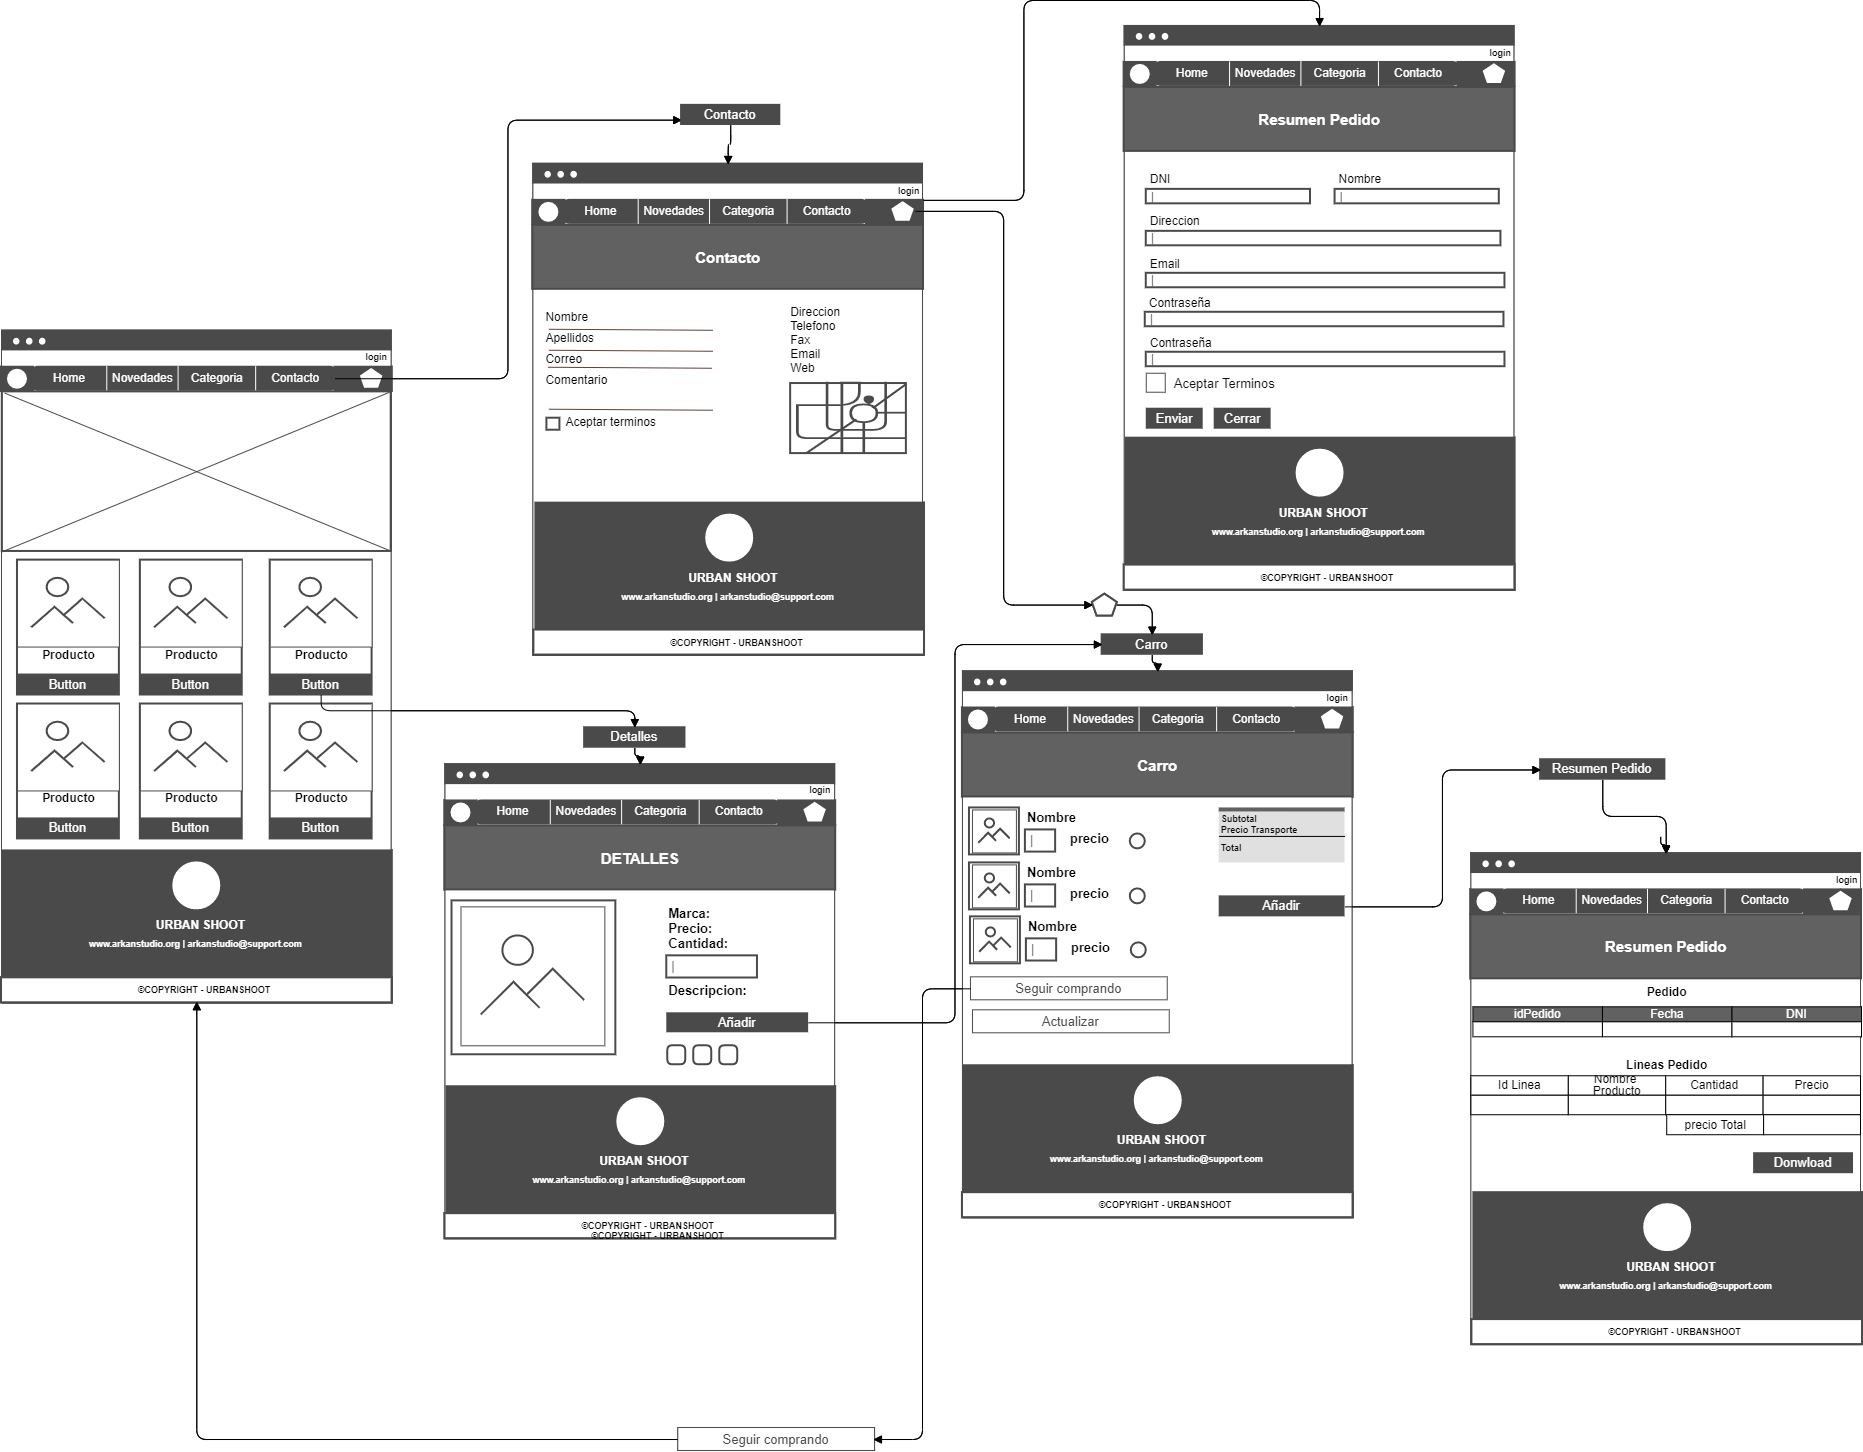 login
Home Novedades Categoria Contacto
Producto Producto Producto
Button Button Button
Producto Producto Producto
Button Button Button
URBAN SHOOT
www.arkanstudio.org | arkanstudio@support.com
©COPYRIGHT - URBANSHOOT
Contacto
login
Home Novedades Categoria Contacto
Contacto
Nombre
Apellidos
Correo
Comentario
Aceptar terminos
Direccion
Telefono
Fax
Email
Web
URBAN SHOOT
www.arkanstudio.org | arkanstudio@support.com
©COPYRIGHT - URBANSHOOT
login
Home Novedades Categoria Contacto
Resumen Pedido
DNI Nombre
Direccion
Email
Contraseña
Contraseña
Aceptar Terminos
Enviar Cerrar
URBAN SHOOT
www.arkanstudio.org | arkanstudio@support.com
©COPYRIGHT - URBANSHOOT
Detalles
login
Home Novedades Categoria Contacto
DETALLES
Marca:
Precio:
Cantidad:
Descripcion:
Añadir
URBAN SHOOT
www.arkanstudio.org | arkanstudio@support.com
©COPYRIGHT - URBANSHOOT
©COPYRIGHT - URBANSHOOT
Carro
login
Home Novedades Categoria Contacto
Carro
Nombre
precio
Nombre
precio
Nombre
precio
Subtotal
Precio Transporte
Total
Añadir
Seguir comprando
Actualizar
URBAN SHOOT
www.arkanstudio.org | arkanstudio@support.com
©COPYRIGHT - URBANSHOOT
Resumen Pedido
login
Home Novedades Categoria Contacto
Resumen Pedido
Pedido
idPedido Fecha DNI
Lineas Pedido
Id Linea Nombre Producto Cantidad Precio
precio Total
Donwload
URBAN SHOOT
www.arkanstudio.org | arkanstudio@support.com
©COPYRIGHT - URBANSHOOT
Seguir comprando